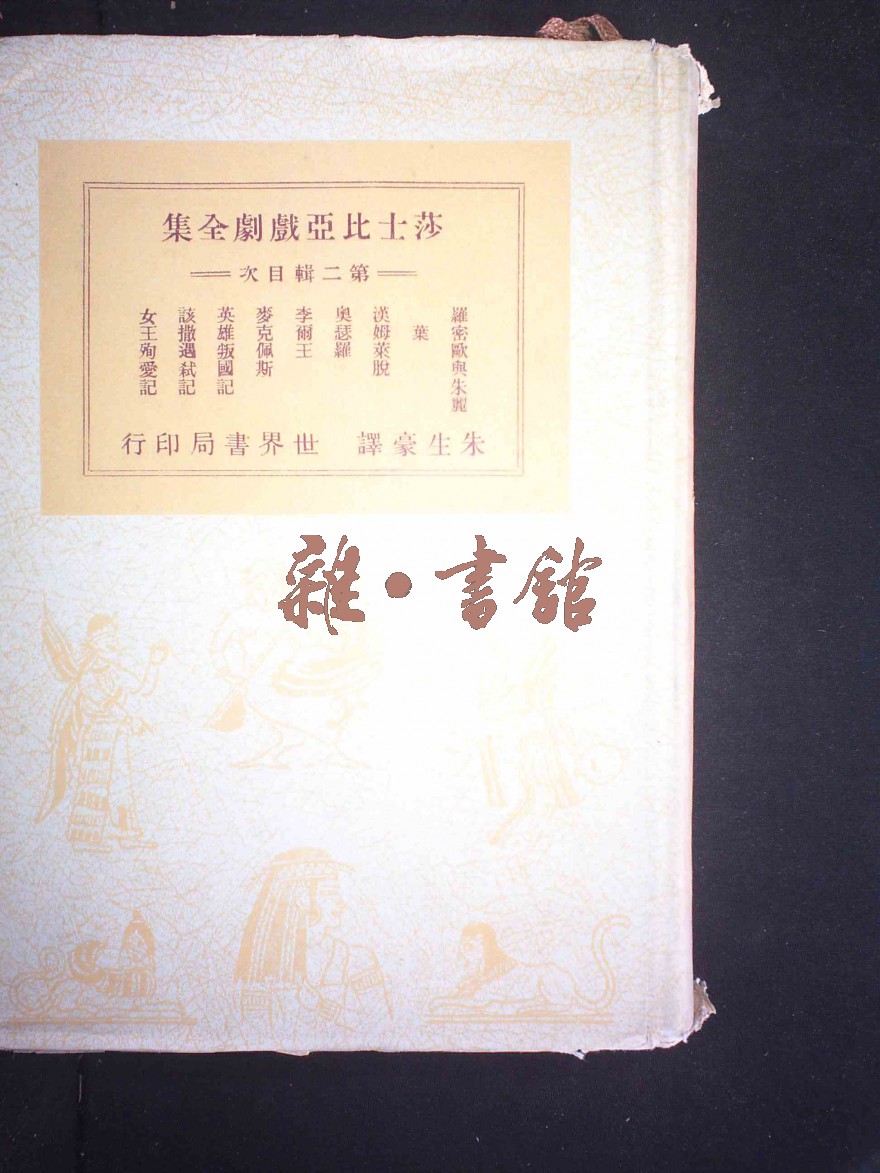 莎士比亞戲劇全集
第二輯目次
羅密歐與朱麗
葉
漢姆萊脫
奧瑟羅
李爾王
麥克佩斯
英雄叛國記
該撒遇弒記
女王殉愛記
朱生豪譯 世界書局印行
雜·書館